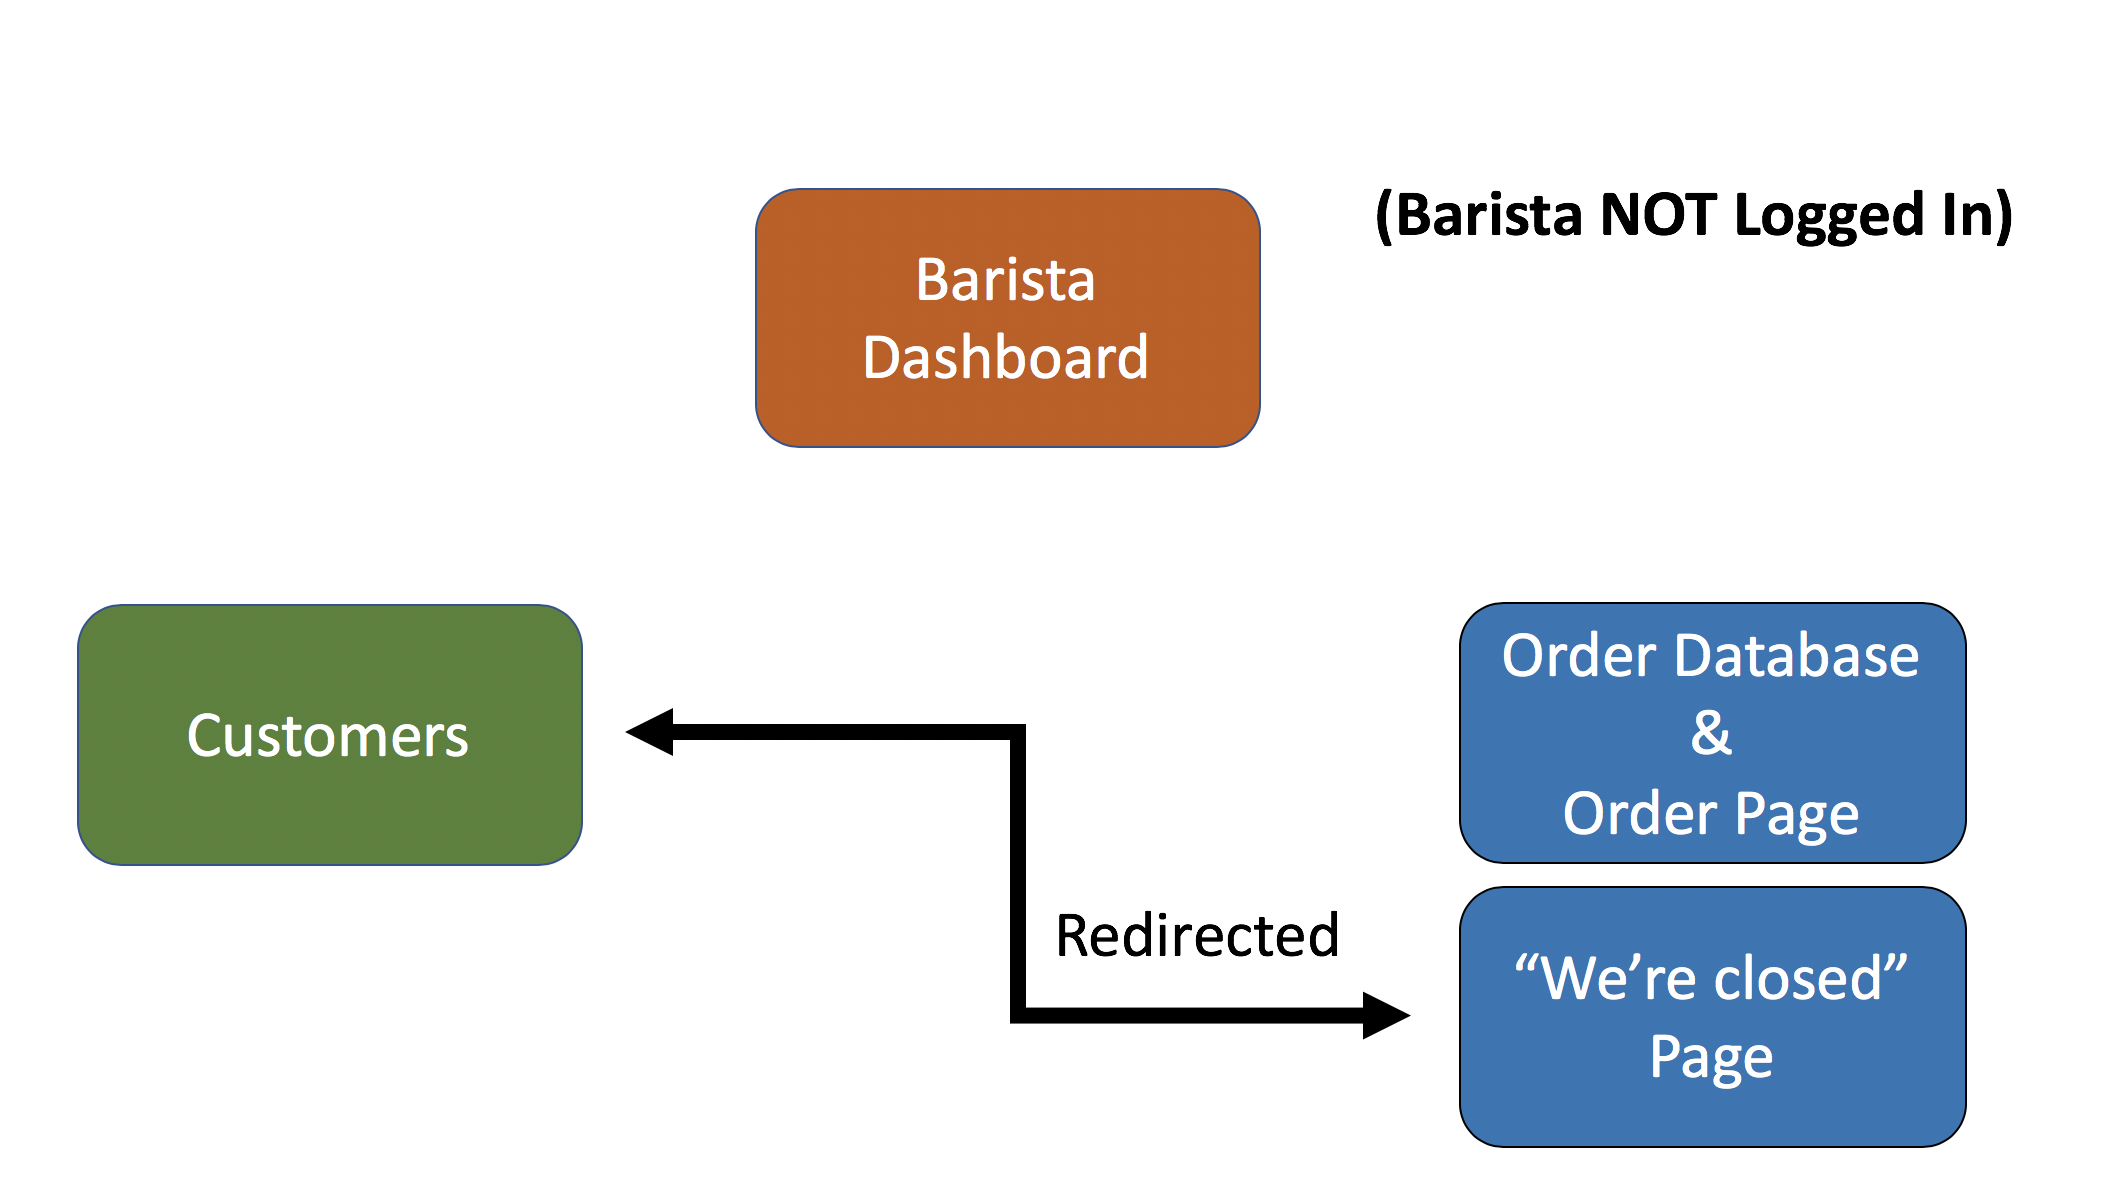 (Barista NOT Logged In)
Barista
Dashboard
Customers
Order Database
&
Order Page
Redirected
“We’re closed”
Page